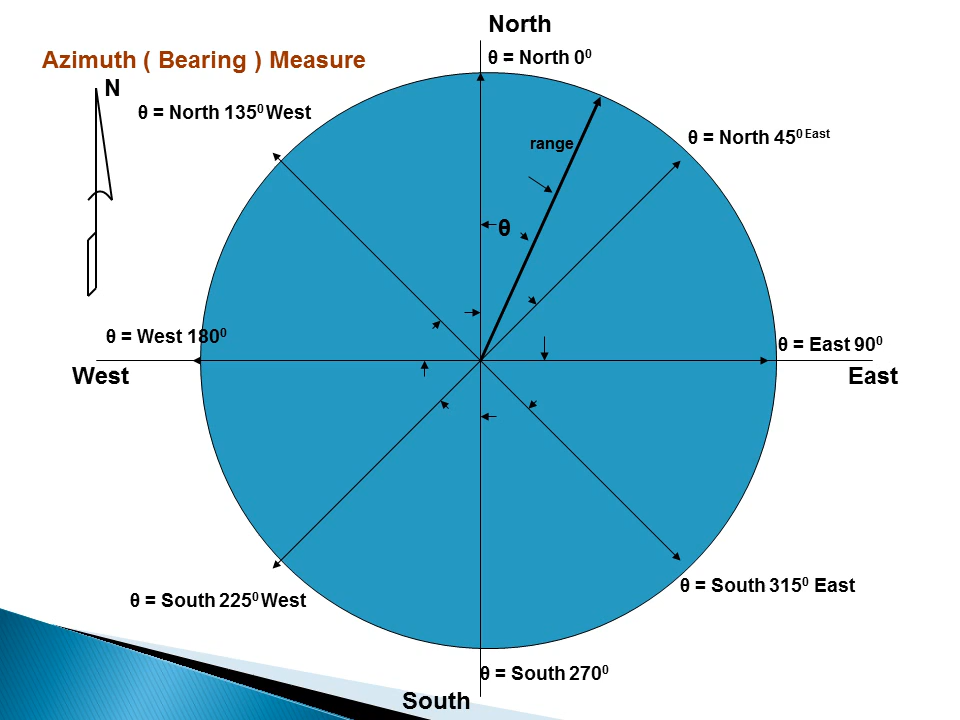 North
θ = North 0⁰
Azimuth ( Bearing ) Measure
N
θ = North 135⁰ West
θ = North 45⁰ ᴱᵃˢᵗ
range
θ
θ = West 180⁰
θ = East 90⁰
West
East
θ = South 315⁰ East
θ = South 225⁰ West
θ = South 270⁰
South